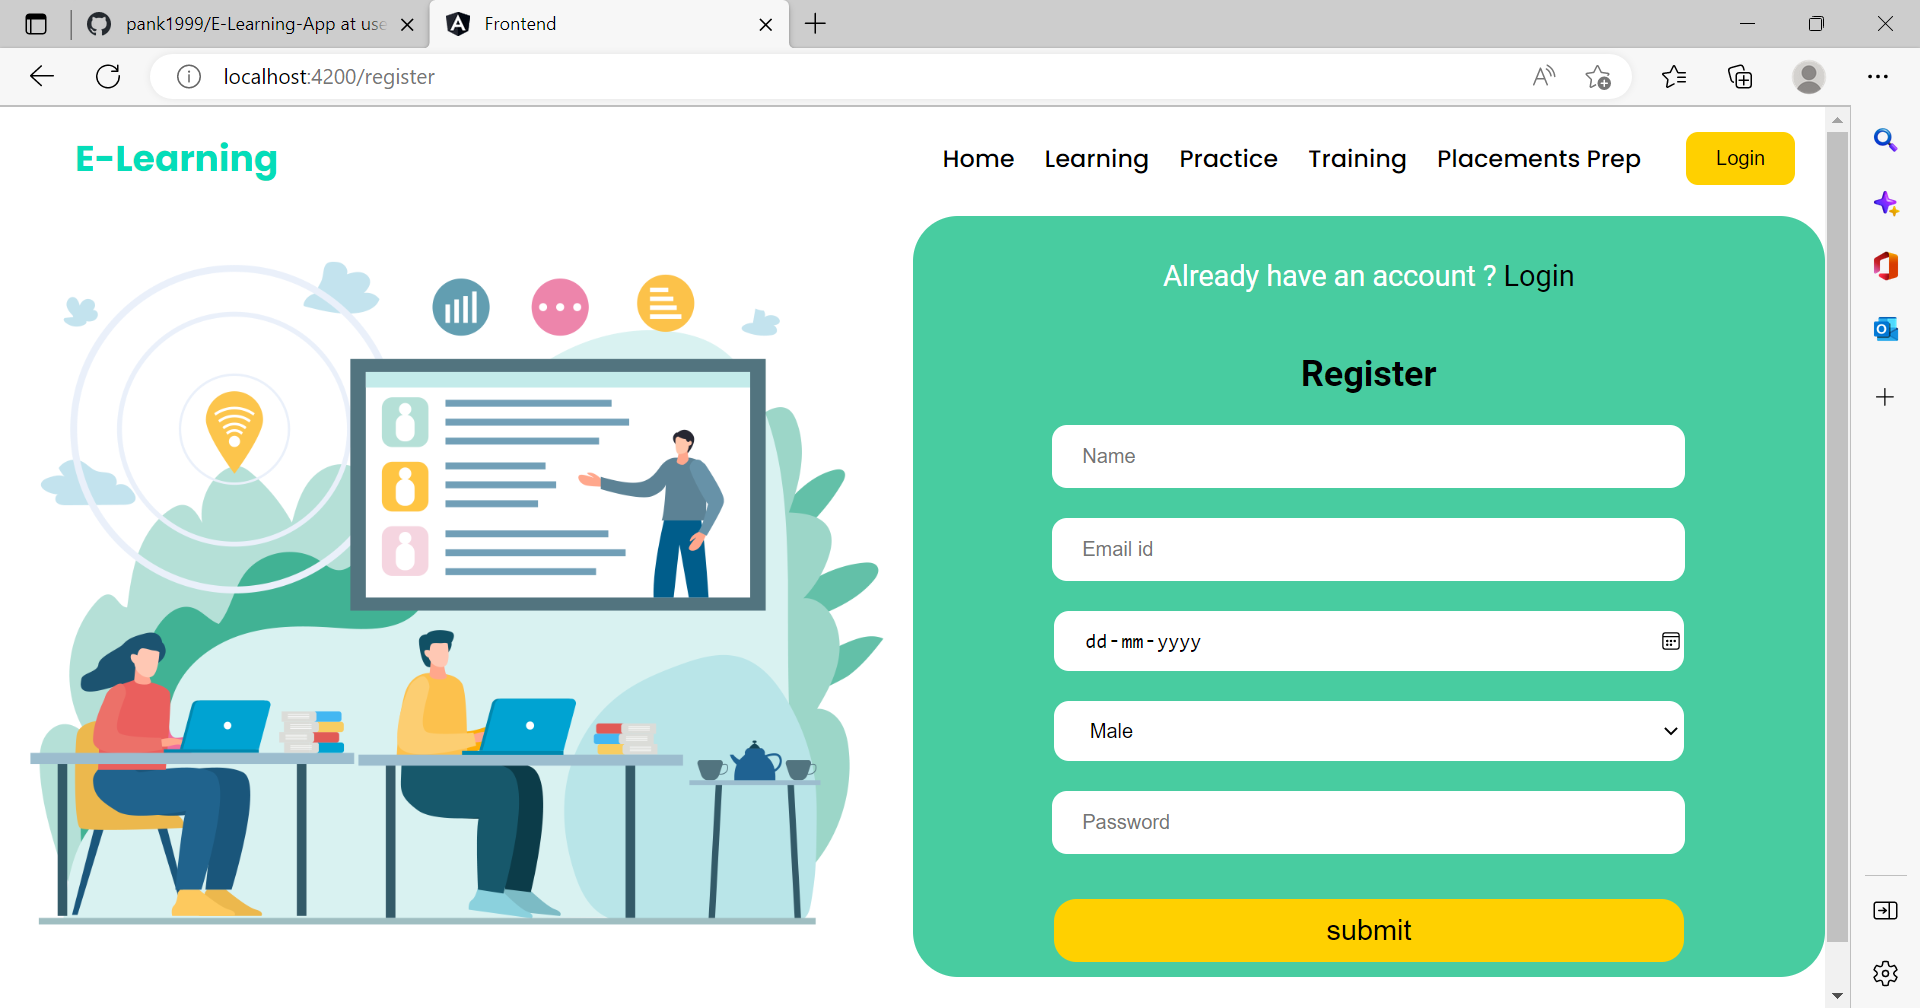 pank1999/E-Learning-App at use
Frontend
localhost:4200/register
E-Learning
Home Learning Practice Training Placements Prep Login
Already have an account ? Login
Register
Name
Email id
dd-mm-yyyy
Male
Password
submit